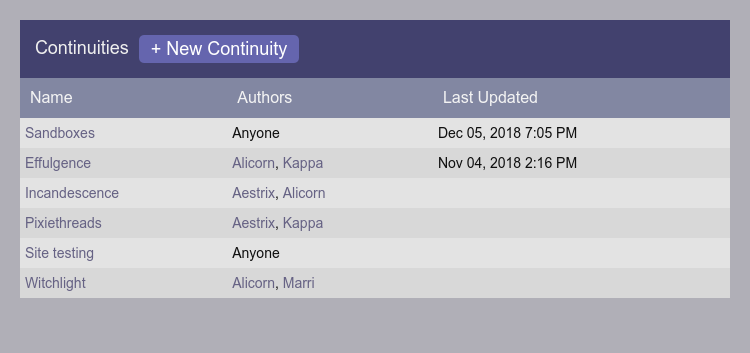 Continuities + New Continuity
Name Authors Last Updated
Sandboxes Anyone Dec 05, 2018 7:05 PM
Effulgence Alicorn, Kappa Nov 04, 2018 2:16 PM
Incandescence Aestrix, Alicorn
Pixiethreads Aestrix, Kappa
Site testing Anyone
Witchlight Alicorn, Marri